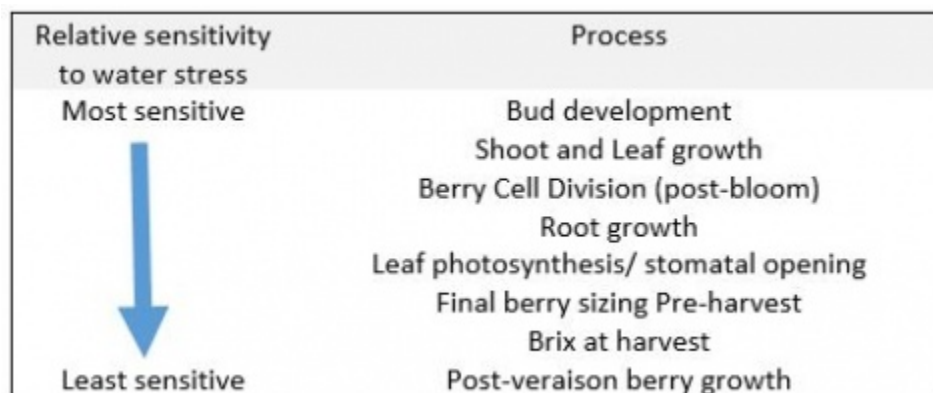 Relative sensitivity Process
to water stress
Most sensitive Bud development
Shoot and Leaf growth
Berry Cell Division (post-bloom)
Root growth
Leaf photosynthesis/ stomatal opening
Final berry sizing Pre-harvest
Brix at harvest
Least sensitive Post-veraison berry growth